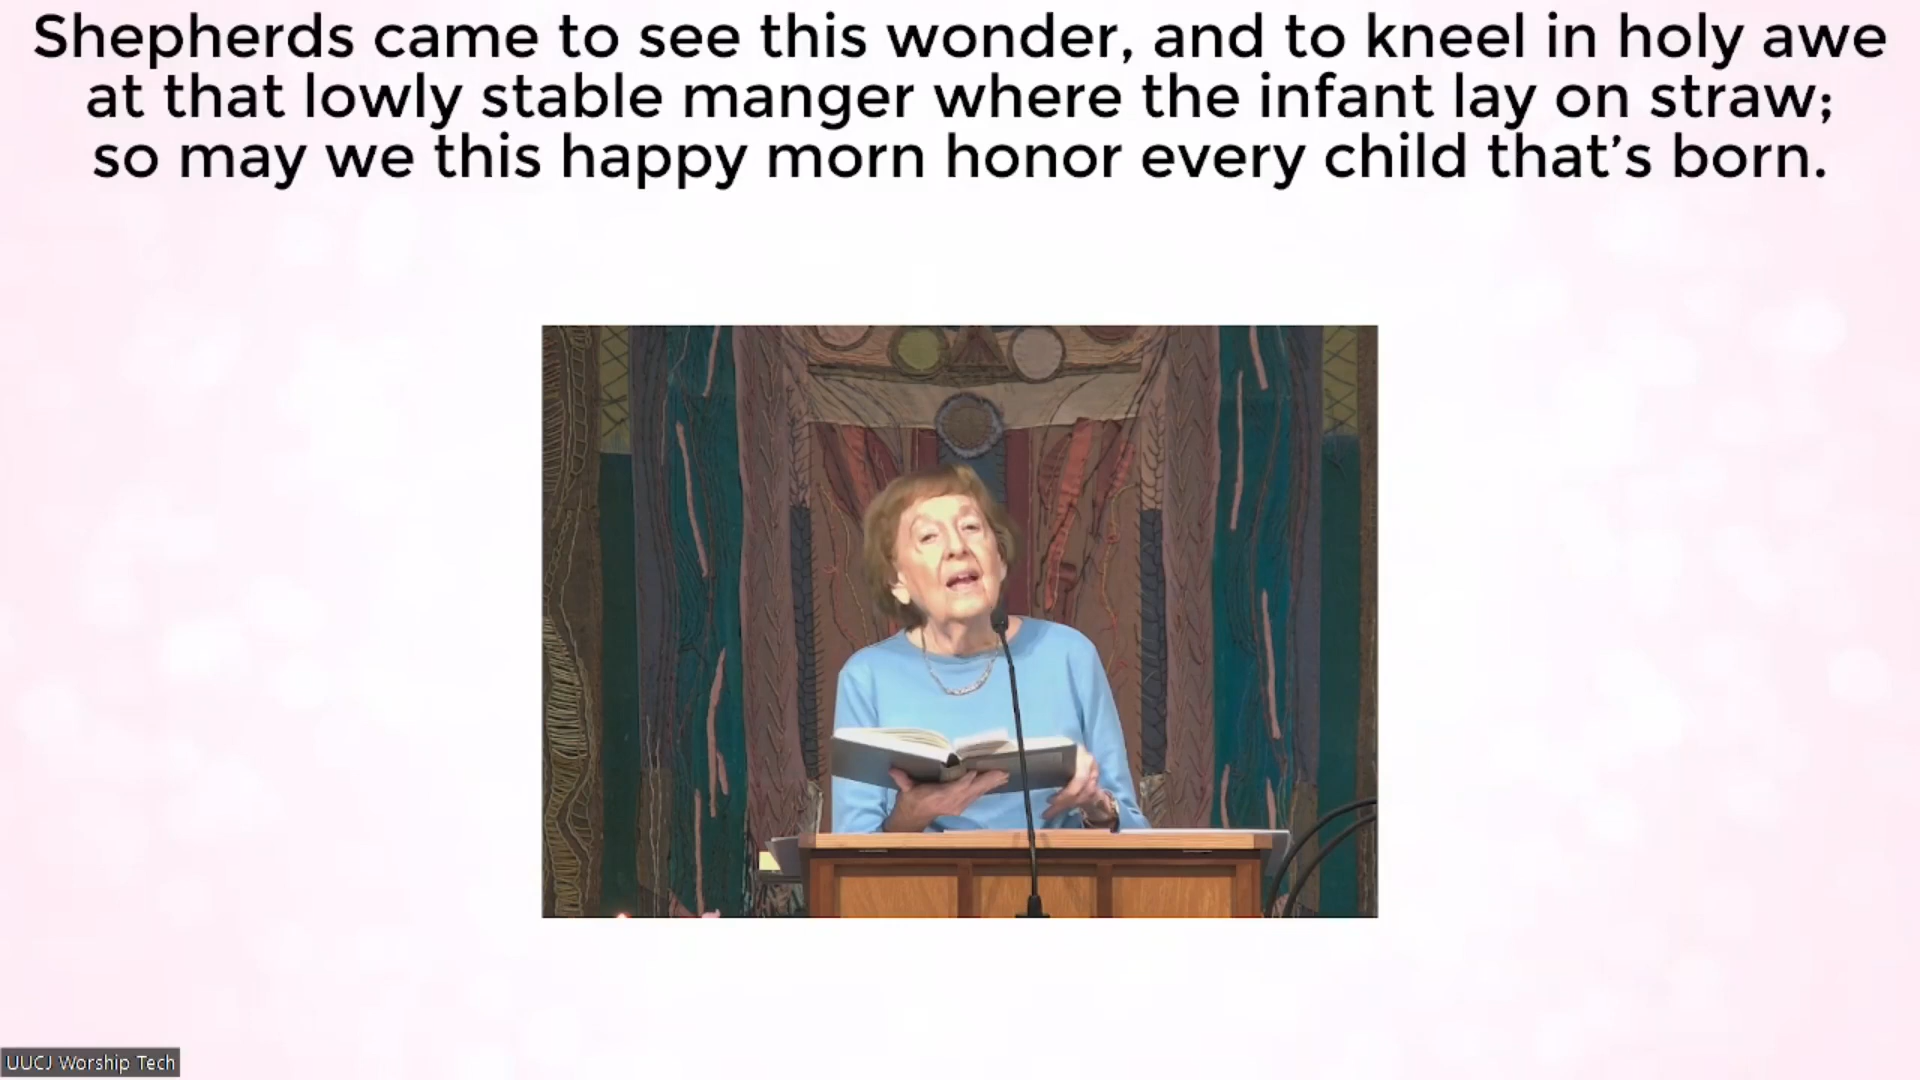 Shepherds came to see this wonder, and to kneel in holy awe
at that lowly stable manger where the infant lay on straw;
so may we this happy morn honor every child that’s born.
UUCJ Worship Tech